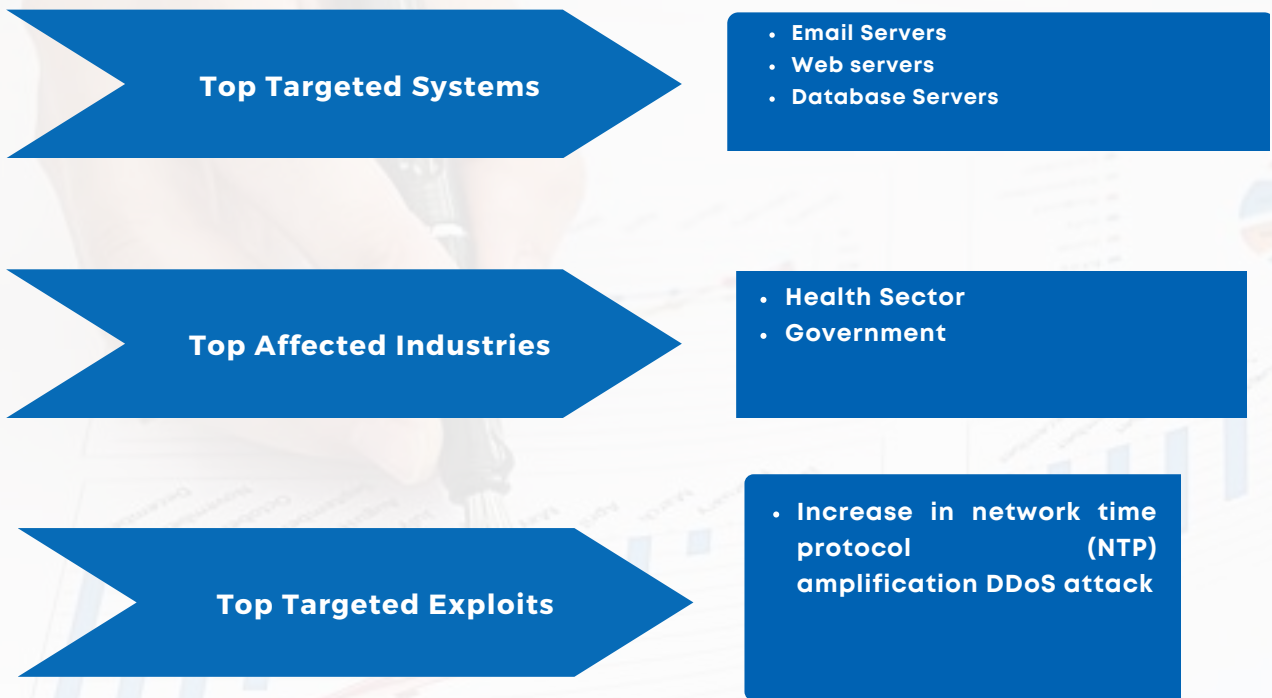 Top Targeted Systems
• Email Servers
• Web servers
• Database Servers
Top Affected Industries
• Health Sector
• Government
Top Targeted Exploits
• Increase in network time
protocol (NTP)
amplification DDoS attack